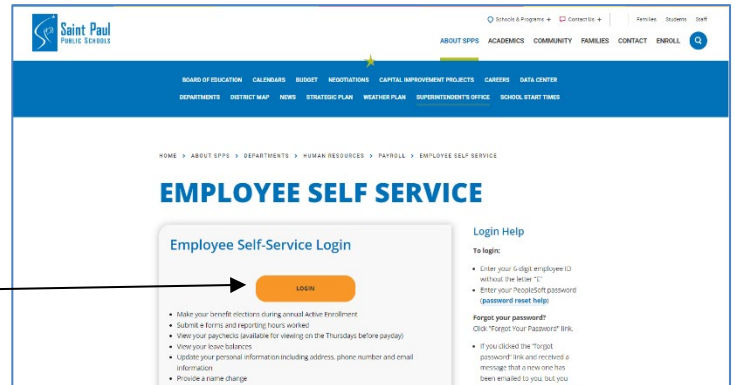 Saint Paul
PUBLIC SCHOOLS
Schools & Programs + Contact Us + Families Students Staff
ABOUT SPPS ACADEMICS COMMUNITY FAMILIES CONTACT ENROLL
BOARD OF EDUCATION CALENDARS BUDGET NEGOTIATIONS CAPITAL IMPROVEMENT PROJECTS CAREERS DATA CENTER
DEPARTMENTS DISTRICT MAP NEWS STRATEGIC PLAN WEATHER PLAN SUPERINTENDENT'S OFFICE SCHOOL START TIMES
HOME > ABOUT SPPS > DEPARTMENTS > HUMAN RESOURCES > PAYROLL > EMPLOYEE SELF SERVICE
EMPLOYEE SELF SERVICE
Employee Self-Service Login
LOGIN
• Make your benefit elections during annual Active Enrollment
• Submit e-forms and reporting hours worked
• View your paychecks (available for viewing on the Thursdays before payday)
• View your leave balances
• Update your personal information including address, phone number and email
information
• Provide a name change
Login Help
To login:
• Enter your 6-digit employee ID
without the letter "E"
• Enter your PeopleSoft password
(password reset help)
Forgot your password?
Click "Forgot Your Password" link.
• If you clicked the "forgot
password" link and received a
message that a new one has
been emailed to you, but you